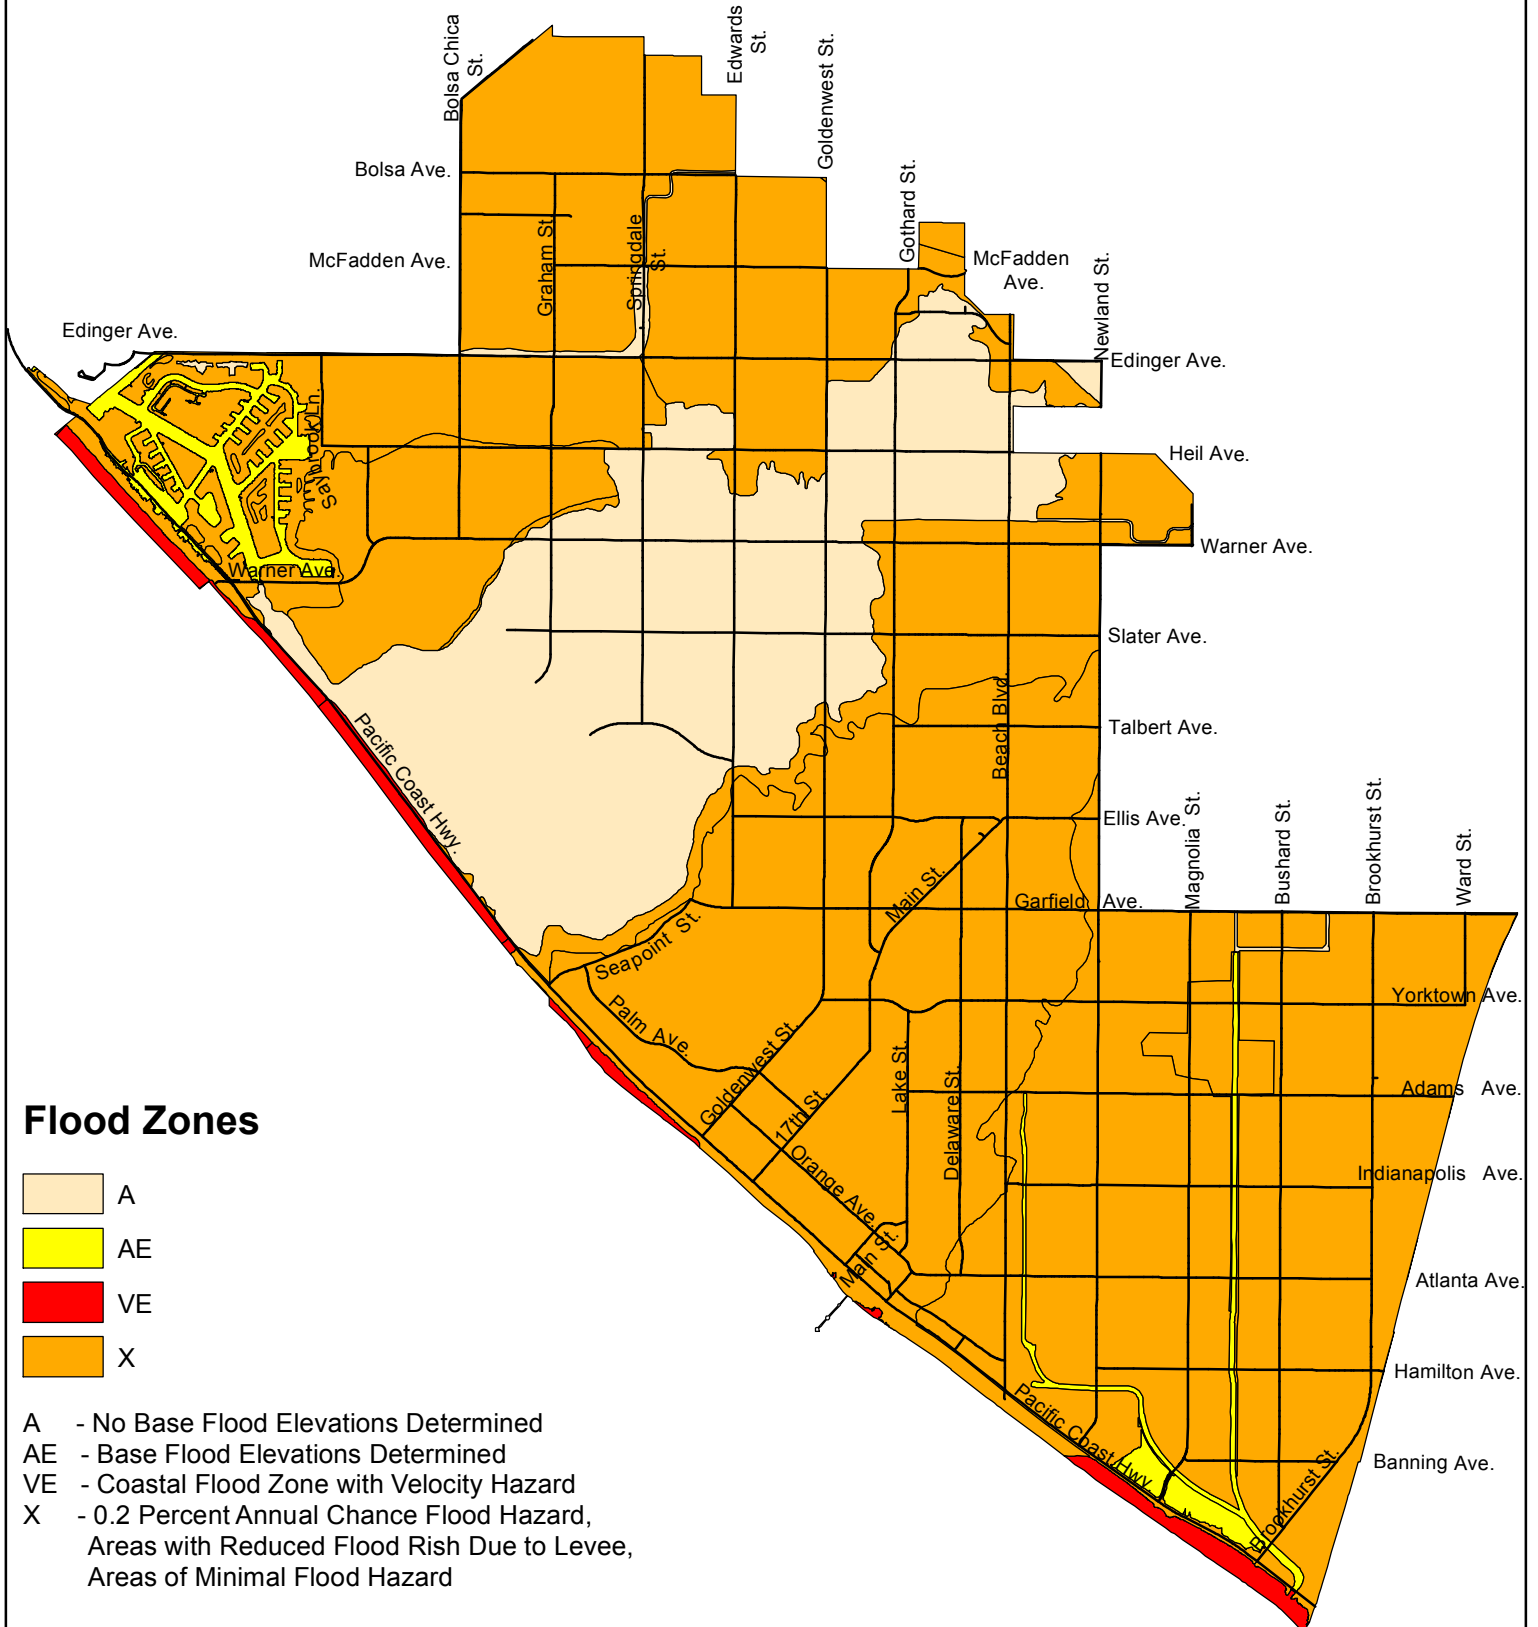 Bolsa Chica
St.
Edwards
St.
Goldenwest St.
Bolsa Ave.
Gothard St.
McFadden Ave.
Graham St.
Springdale
St.
McFadden
Ave.
Newland St.
Edinger Ave.
Edinger Ave.
Saybrook Ln.
Heil Ave.
Warner Ave.
Warner Ave.
Slater Ave.
Beach Blvd.
Talbert Ave.
Pacific Coast Hwy.
Ellis Ave.
Magnolia St.
Bushard St.
Brookhurst St.
Ward St.
Main St.
Garfield Ave.
Seapoint St.
Palm Ave.
Yorktown Ave.
Goldenwest St.
Lake St.
Delaware St.
17th St.
Adams Ave.
Orange Ave.
Indianapolis Ave.
Main St.
Atlanta Ave.
Hamilton Ave.
Pacific Coast Hwy.
Brookhurst St.
Banning Ave.
Flood Zones
A
AE
VE
X
A - No Base Flood Elevations Determined
AE - Base Flood Elevations Determined
VE - Coastal Flood Zone with Velocity Hazard
X - 0.2 Percent Annual Chance Flood Hazard,
Areas with Reduced Flood Rish Due to Levee,
Areas of Minimal Flood Hazard